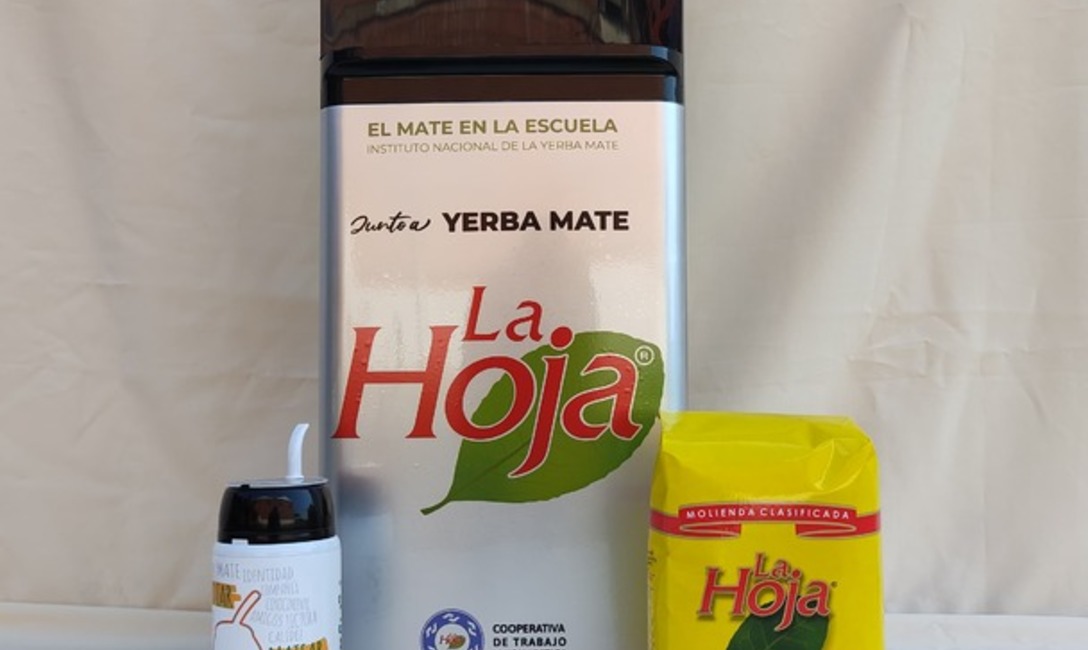 EL MATE EN LA ESCUELA
INSTITUTO NACIONAL DE LA YERBA MATE
Junto a YERBA MATE
La
Hoja®
COOPERATIVA
DE TRABAJO
MATE IDENTIDAD
CALIDEZ
MOLIENDA CLASIFICADA
La
Hoja